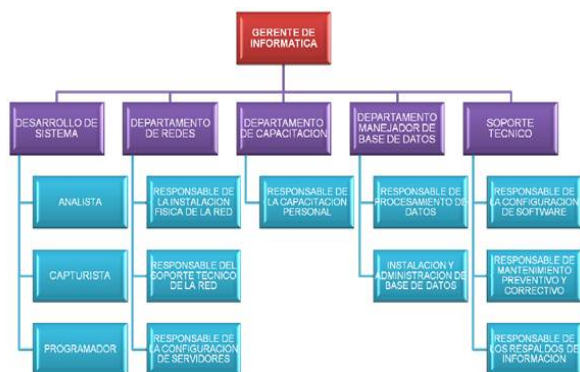 GERENTE DE
INFORMATICA
DESARROLLO DE
SISTEMA
DEPARTAMENTO
DE REDES
DEPARTAMENTO
DE CAPACITACION
DEPARTAMENTO
MANEJADOR DE
BASE DE DATOS
SOPORTE
TECNICO
ANALISTA
CAPTURISTA
PROGRAMADOR
RESPONSABLE DE
LA INSTALACION
FISICA DE LA RED
RESPONSABLE DEL
SOPORTE TECNICO
DE LA RED
RESPONSABLE DE
LA CONFIGURACION
DE SERVIDORES
RESPONSABLE DE
LA CAPACITACION
PERSONAL
RESPONSABLE DE
PROCESAMIENTO DE
DATOS
INSTALACION Y
ADMINISTRACION DE
BASE DE DATOS
RESPONSABLE DE
LA CONFIGURACION
DE SOFTWARE
RESPONSABLE DE
MANTENIMIENTO
PREVENTIVO Y
CORRECTIVO
RESPONSABLE DE
LOS RESPALDOS DE
INFORMACION